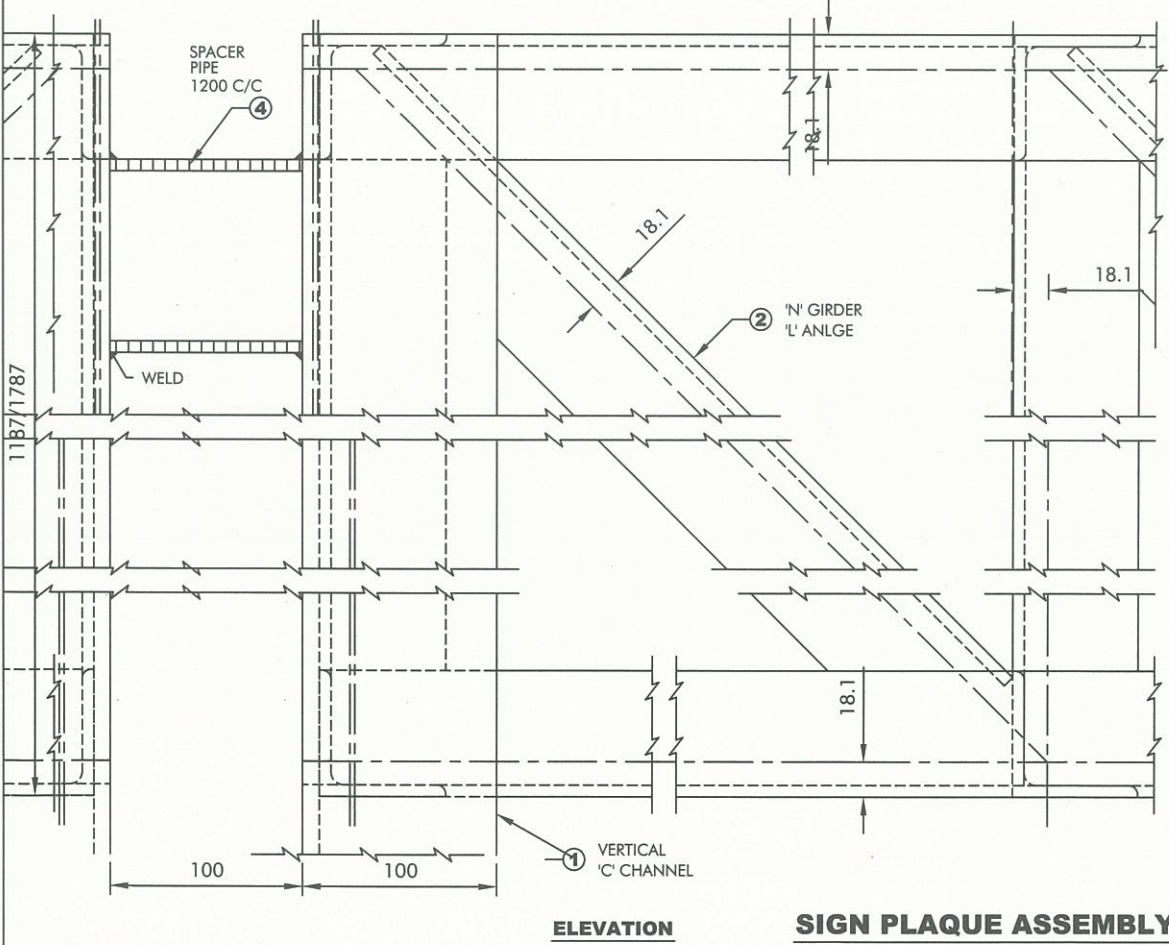 SPACER
PIPE
1200 C/C
4
18.1
18.1
2
'N' GIRDER
'L' ANLGE
18.1
WELD
1187/1787
18.1
1
VERTICAL
'C' CHANNEL
100
100
ELEVATION
SIGN PLAQUE ASSEMBLY